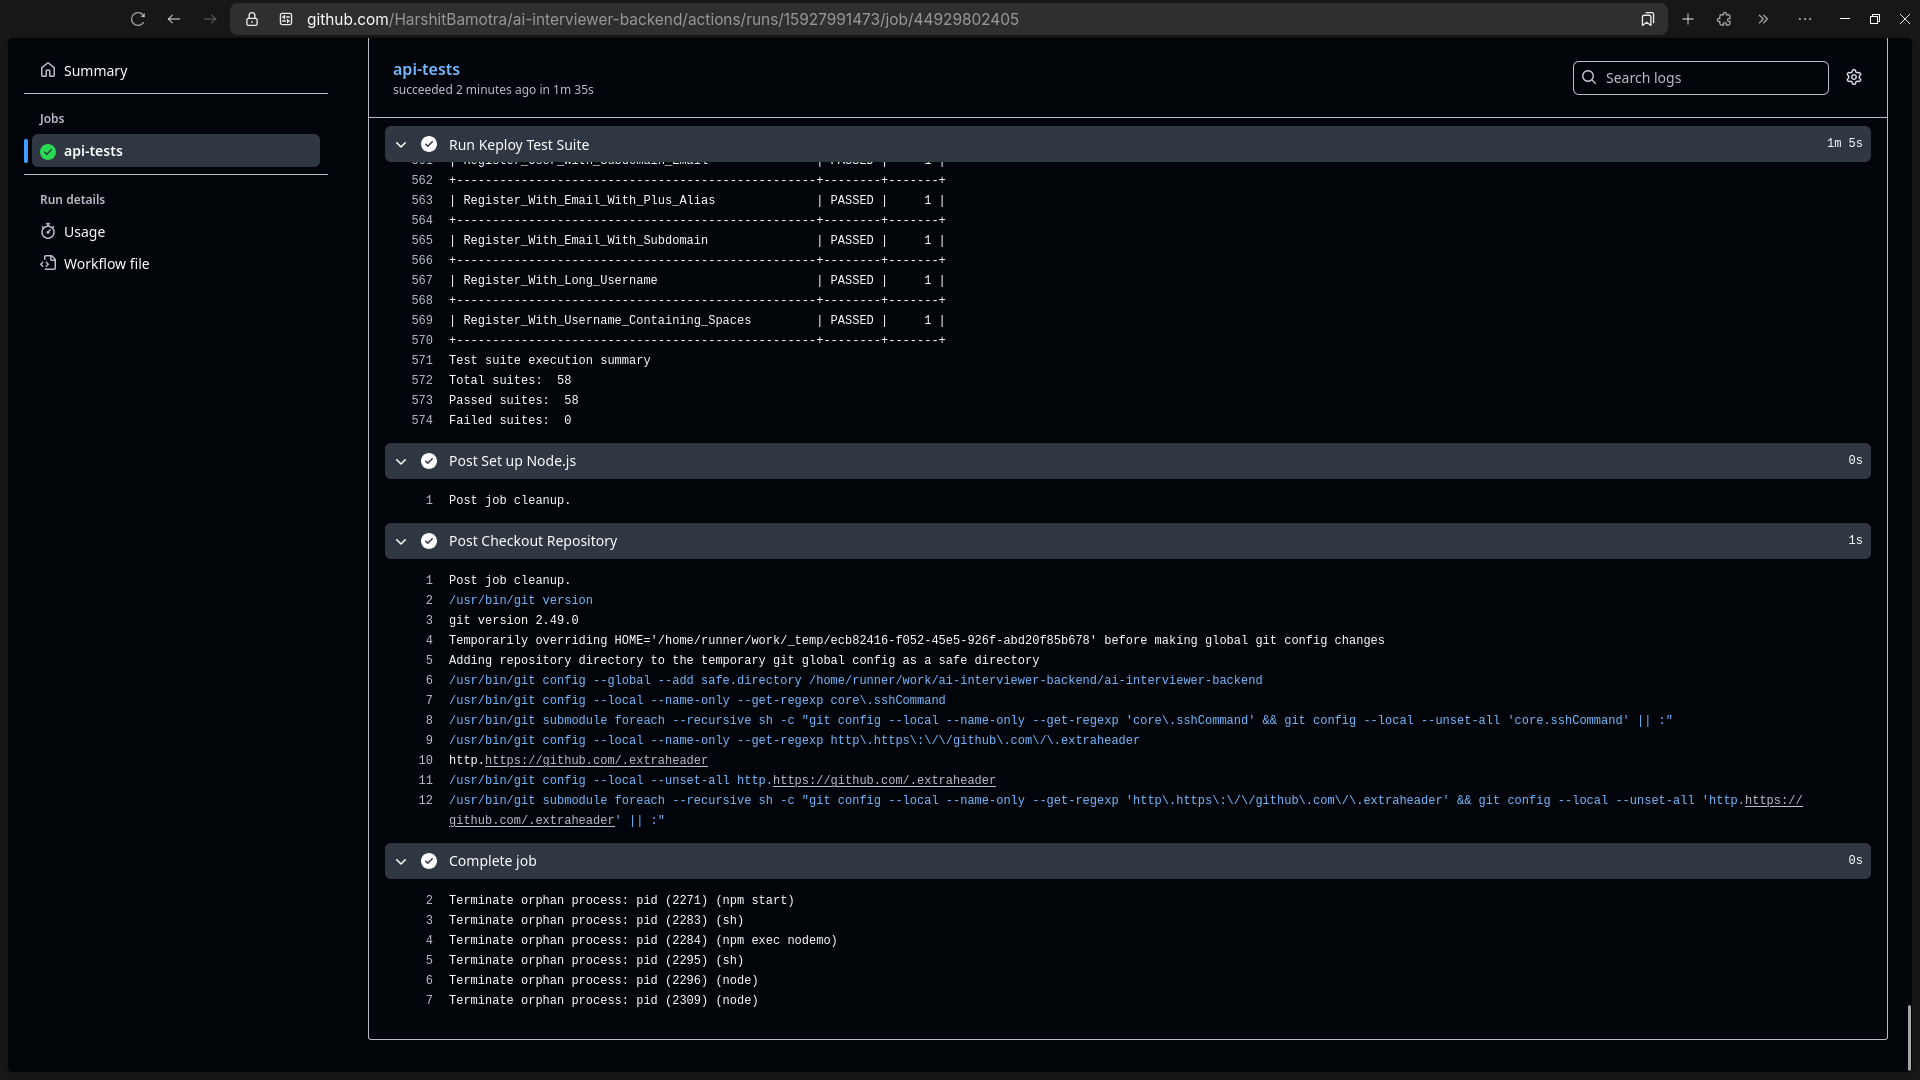 github.com/HarshitBamotra/ai-interviewer-backend/actions/runs/15927991473/job/44929802405
Summary
Jobs
api-tests
Run details
Usage
Workflow file
api-tests
succeeded 2 minutes ago in 1m 35s
Search logs
Run Keploy Test Suite 1m 5s
561 | Register_User_With_Subdomain_Email | PASSED | 1 |
562 +--------------------------------------------------+--------+-------+
563 | Register_With_Email_With_Plus_Alias | PASSED | 1 |
564 +--------------------------------------------------+--------+-------+
565 | Register_With_Email_With_Subdomain | PASSED | 1 |
566 +--------------------------------------------------+--------+-------+
567 | Register_With_Long_Username | PASSED | 1 |
568 +--------------------------------------------------+--------+-------+
569 | Register_With_Username_Containing_Spaces | PASSED | 1 |
570 +--------------------------------------------------+--------+-------+
571 Test suite execution summary
572 Total suites: 58
573 Passed suites: 58
574 Failed suites: 0
Post Set up Node.js 0s
1 Post job cleanup.
Post Checkout Repository 1s
1 Post job cleanup.
2 /usr/bin/git version
3 git version 2.49.0
4 Temporarily overriding HOME='/home/runner/work/_temp/ecb82416-f052-45e5-926f-abd20f85b678' before making global git config changes
5 Adding repository directory to the temporary git global config as a safe directory
6 /usr/bin/git config --global --add safe.directory /home/runner/work/ai-interviewer-backend/ai-interviewer-backend
7 /usr/bin/git config --local --name-only --get-regexp core\.sshCommand
8 /usr/bin/git submodule foreach --recursive sh -c "git config --local --name-only --get-regexp 'core\.sshCommand' && git config --local --unset-all 'core.sshCommand' || :"
9 /usr/bin/git config --local --name-only --get-regexp http\.https\:\/\/github\.com\/\.extraheader
10 http.https://github.com/.extraheader
11 /usr/bin/git config --local --unset-all http.https://github.com/.extraheader
12 /usr/bin/git submodule foreach --recursive sh -c "git config --local --name-only --get-regexp 'http\.https\:\/\/github\.com\/\.extraheader' && git config --local --unset-all 'http.https://
github.com/.extraheader' || :"
Complete job 0s
2 Terminate orphan process: pid (2271) (npm start)
3 Terminate orphan process: pid (2283) (sh)
4 Terminate orphan process: pid (2284) (npm exec nodemo)
5 Terminate orphan process: pid (2295) (sh)
6 Terminate orphan process: pid (2296) (node)
7 Terminate orphan process: pid (2309) (node)